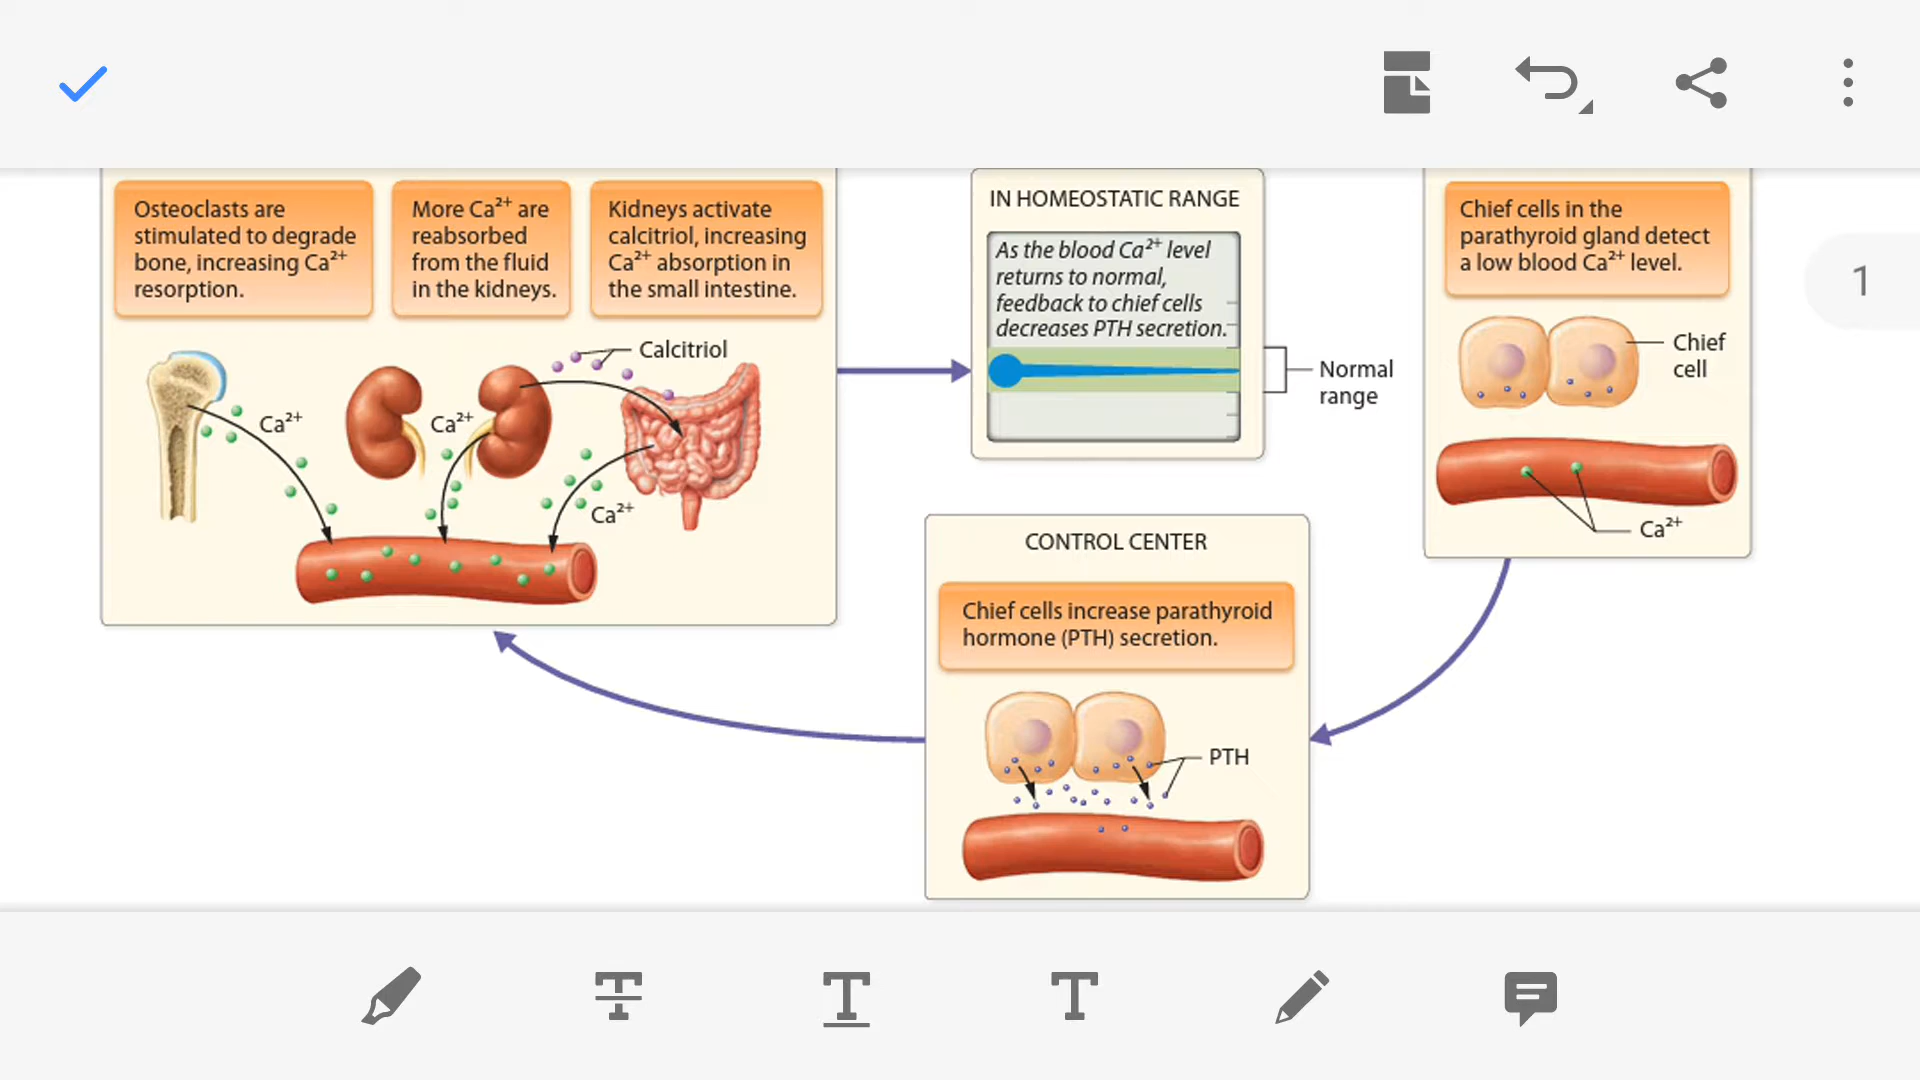 Osteoclasts are
stimulated to degrade
bone, increasing Ca²⁺
resorption.
More Ca²⁺ are
reabsorbed
from the fluid
in the kidneys.
Kidneys activate
calcitriol, increasing
Ca²⁺ absorption in
the small intestine.
Calcitriol
Ca²⁺
Ca²⁺
Ca²⁺
IN HOMEOSTATIC RANGE
As the blood Ca²⁺ level
returns to normal,
feedback to chief cells
decreases PTH secretion.
Normal
range
Chief cells in the
parathyroid gland detect
a low blood Ca²⁺ level.
Chief
cell
Ca²⁺
1
CONTROL CENTER
Chief cells increase parathyroid
hormone (PTH) secretion.
PTH